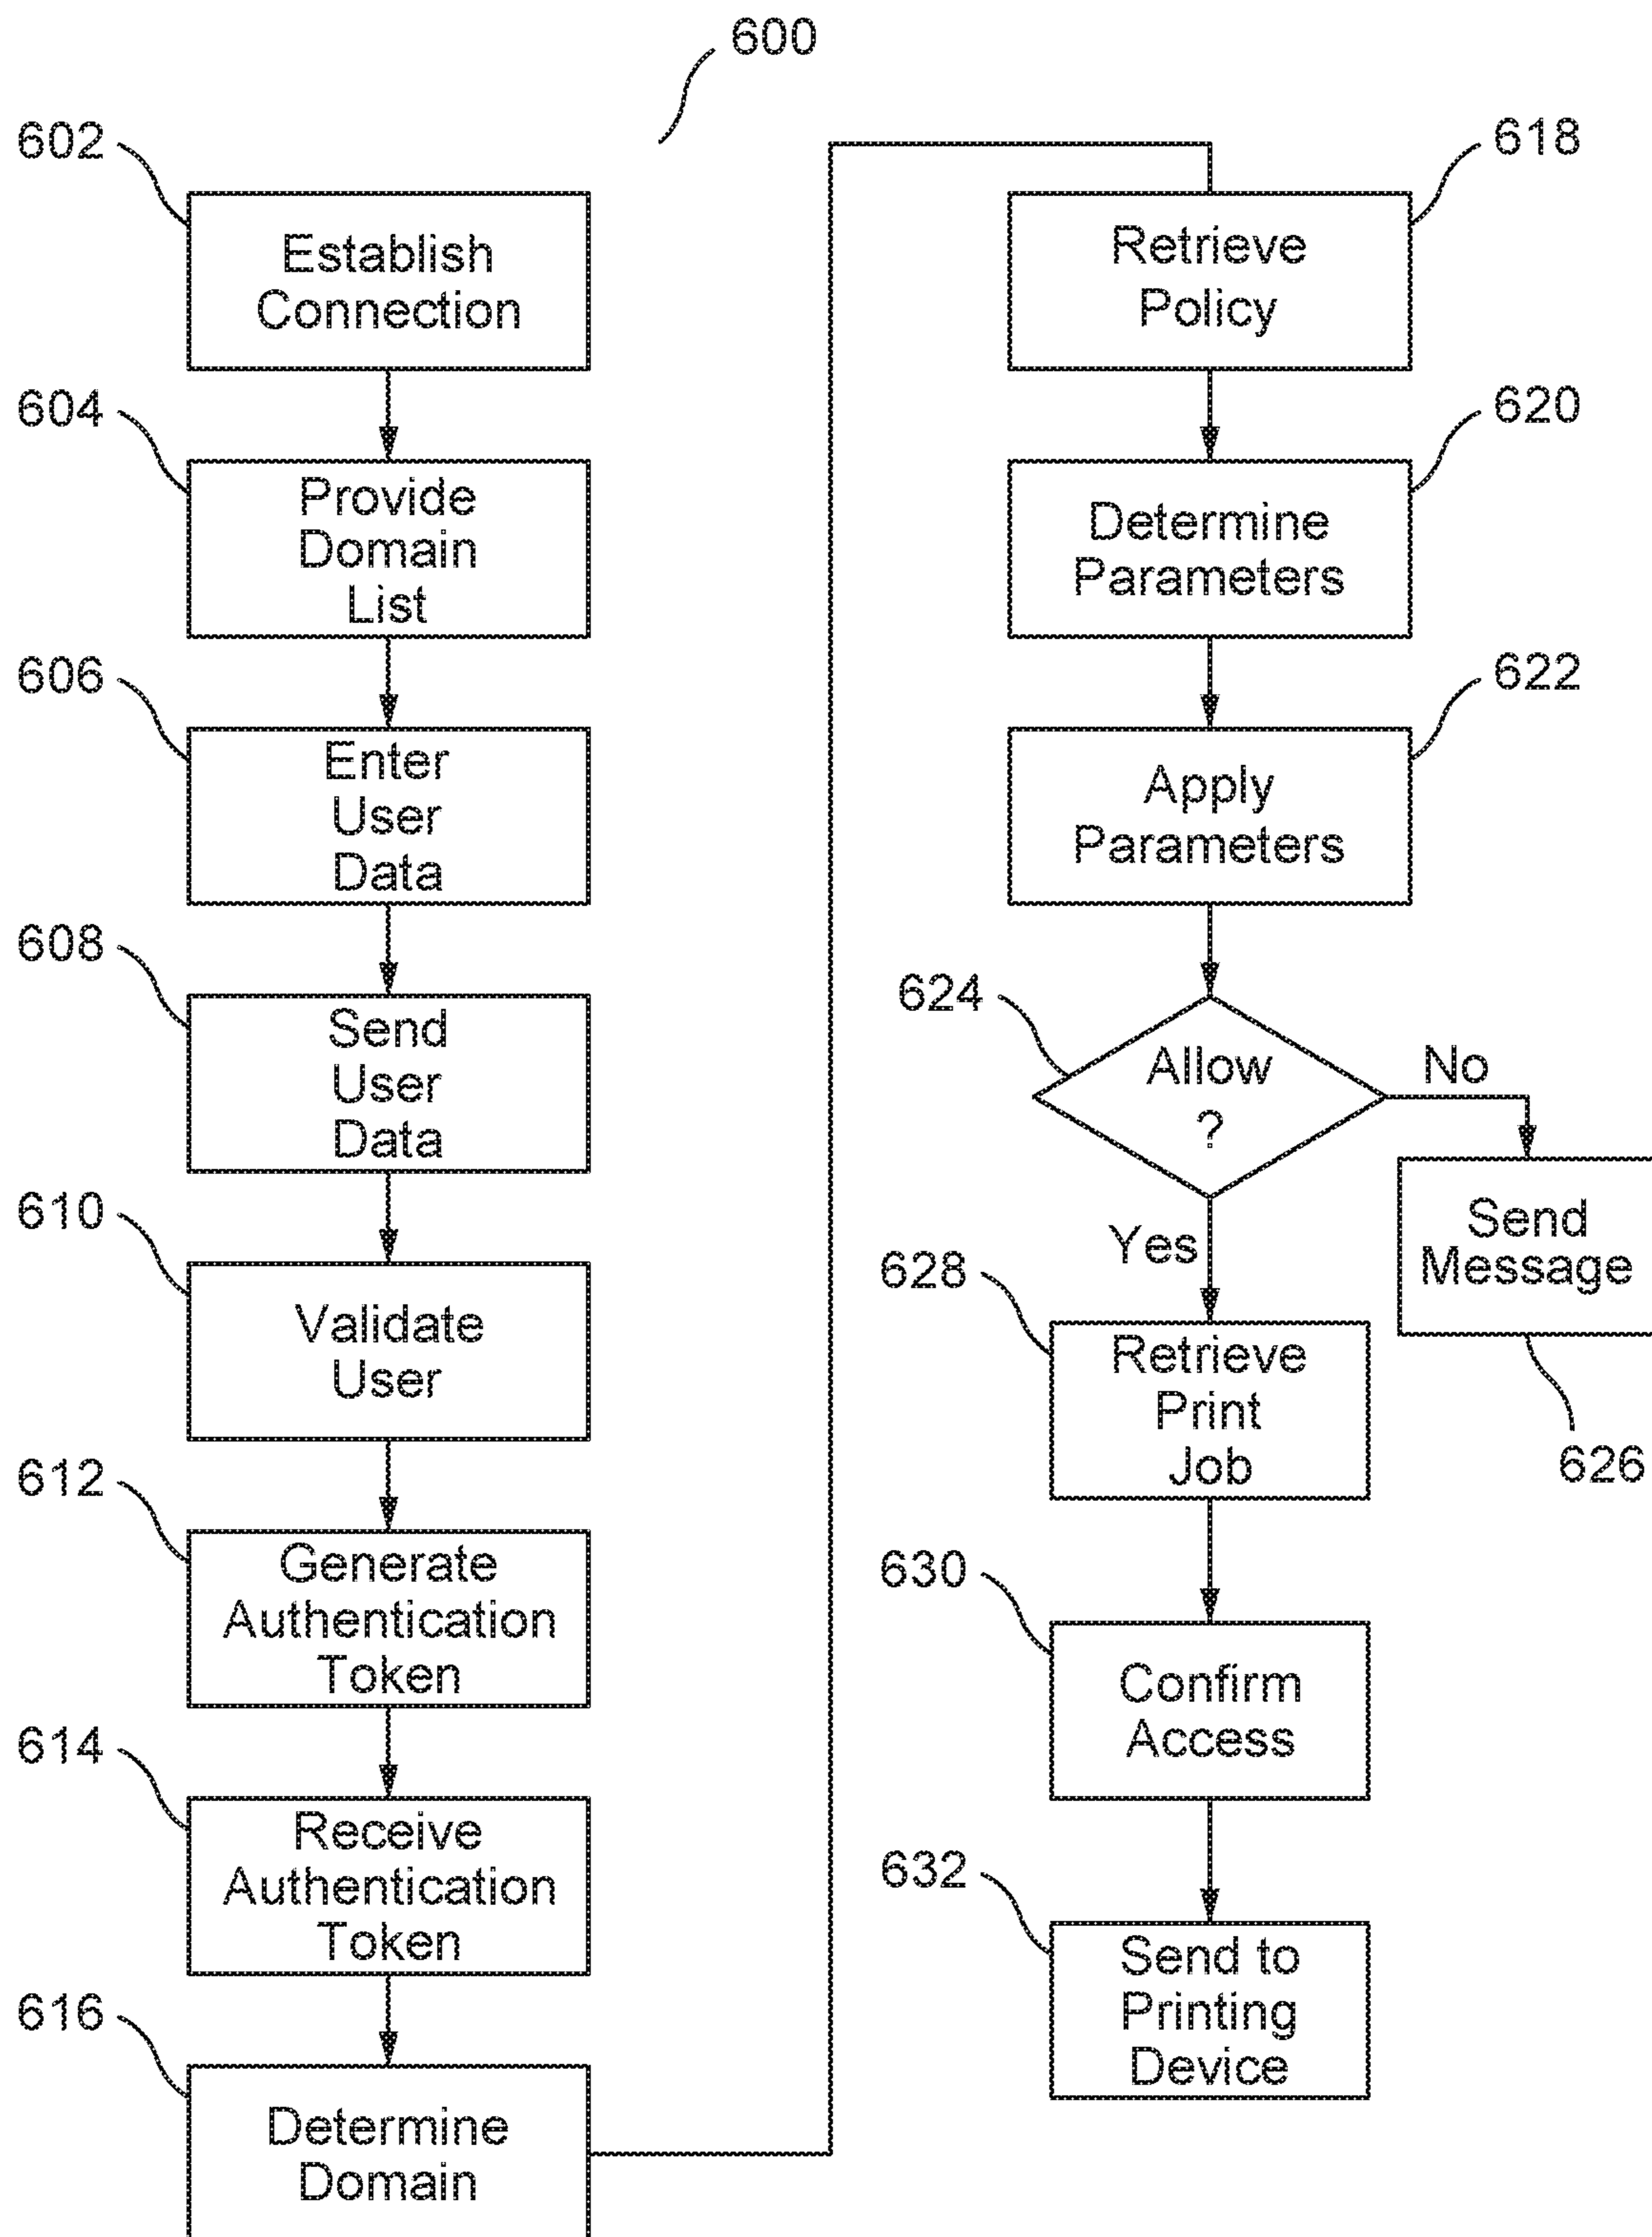 600
602
Establish
Connection
604
Provide
Domain
List
606
Enter
User
Data
608
Send
User
Data
610
Validate
User
612
Generate
Authentication
Token
614
Receive
Authentication
Token
616
Determine
Domain
618
Retrieve
Policy
620
Determine
Parameters
622
Apply
Parameters
624
Allow
?
No
Send
Message
626
Yes
628
Retrieve
Print
Job
630
Confirm
Access
632
Send to
Printing
Device